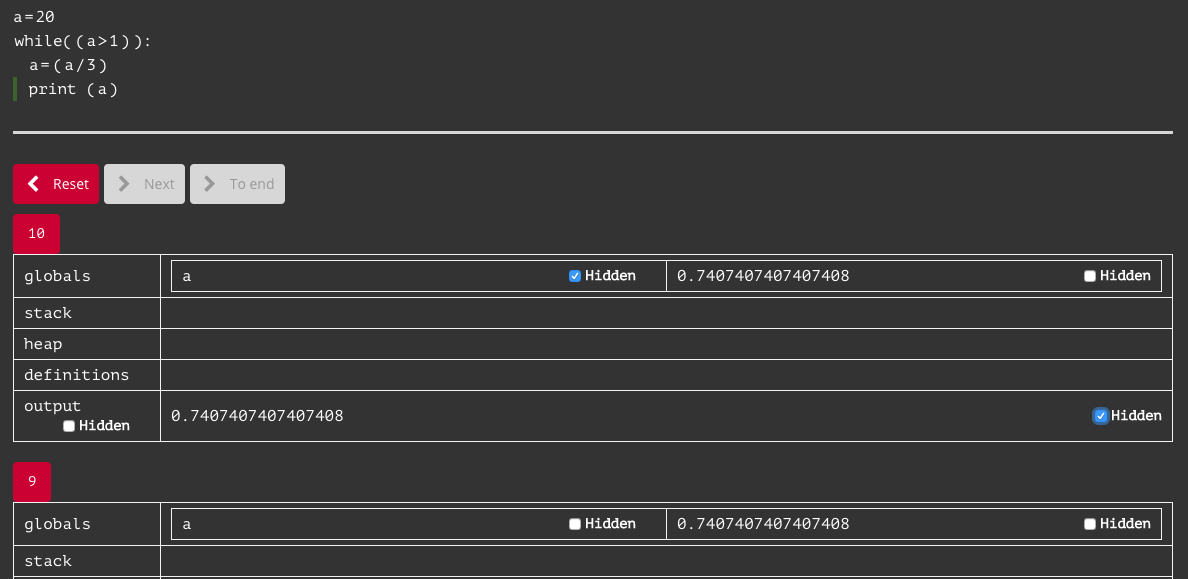 a=20
while((a>1)):
a=(a/3)
print (a)
Reset Next To end
10
globals a Hidden 0.7407407407407408 Hidden
stack
heap
definitions
output
0.7407407407407408 Hidden
Hidden
9
globals a Hidden 0.7407407407407408 Hidden
stack